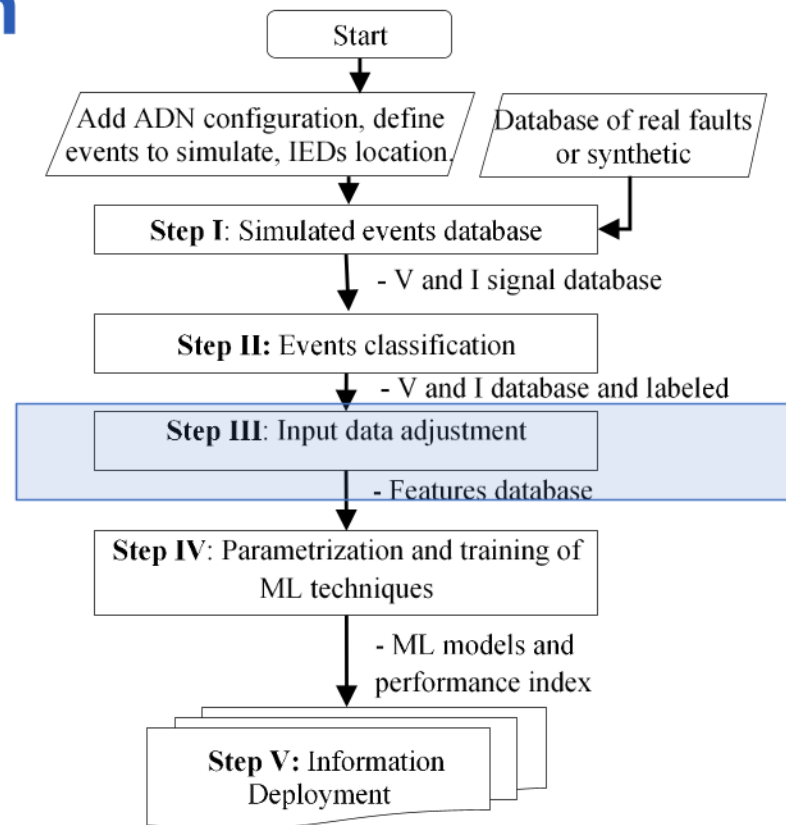 n
Start
Add ADN configuration, define
events to simulate, IEDs location.
Database of real faults
or synthetic
Step I: Simulated events database
- V and I signal database
Step II: Events classification
- V and I database and labeled
Step III: Input data adjustment
- Features database
Step IV: Parametrization and training of
ML techniques
- ML models and
performance index
Step V: Information
Deployment